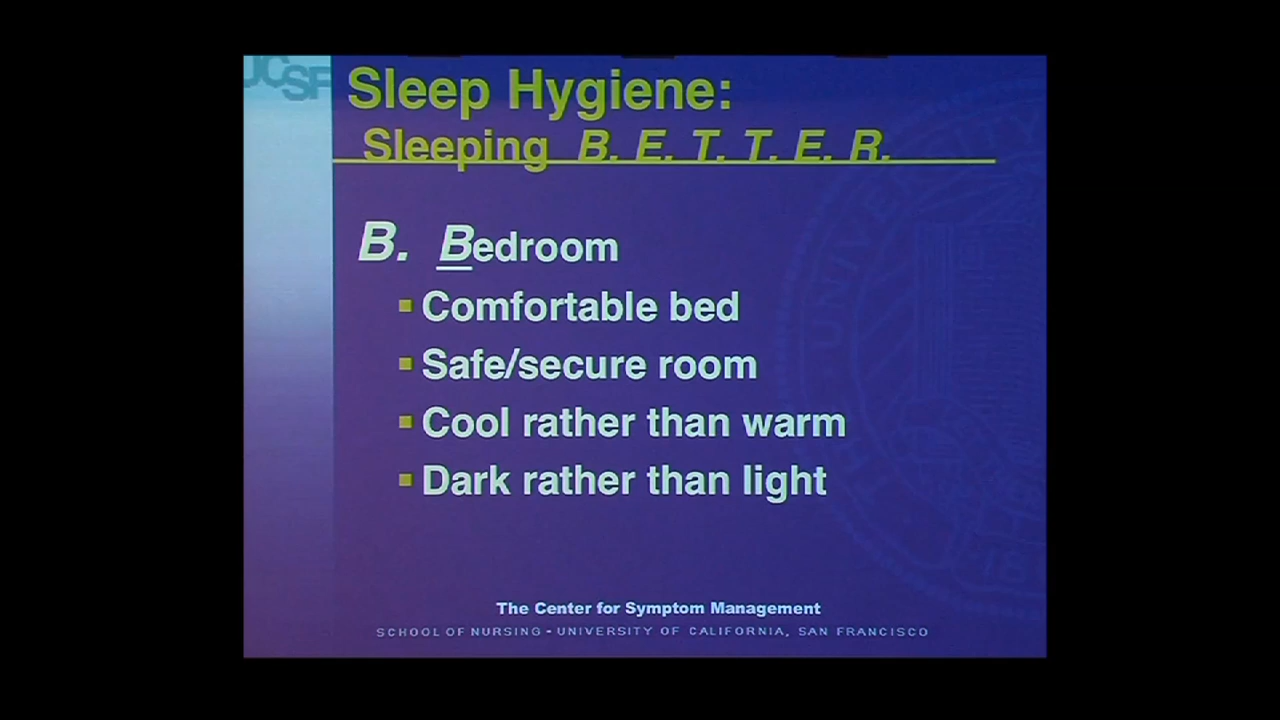 UCSF
Sleep Hygiene:
Sleeping B. E. T. T. E. R.
B. Bedroom
▪ Comfortable bed
▪ Safe/secure room
▪ Cool rather than warm
▪ Dark rather than light
The Center for Symptom Management
SCHOOL OF NURSING - UNIVERSITY OF CALIFORNIA, SAN FRANCISCO